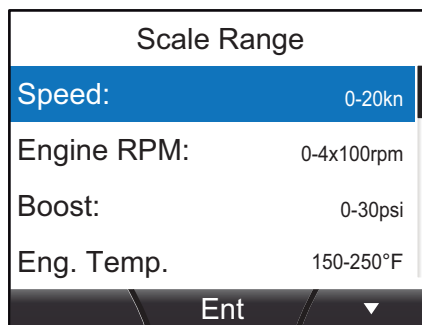 Scale Range
Speed: 0-20kn
Engine RPM: 0-4x100rpm
Boost: 0-30psi
Eng. Temp. 150-250°F
Ent